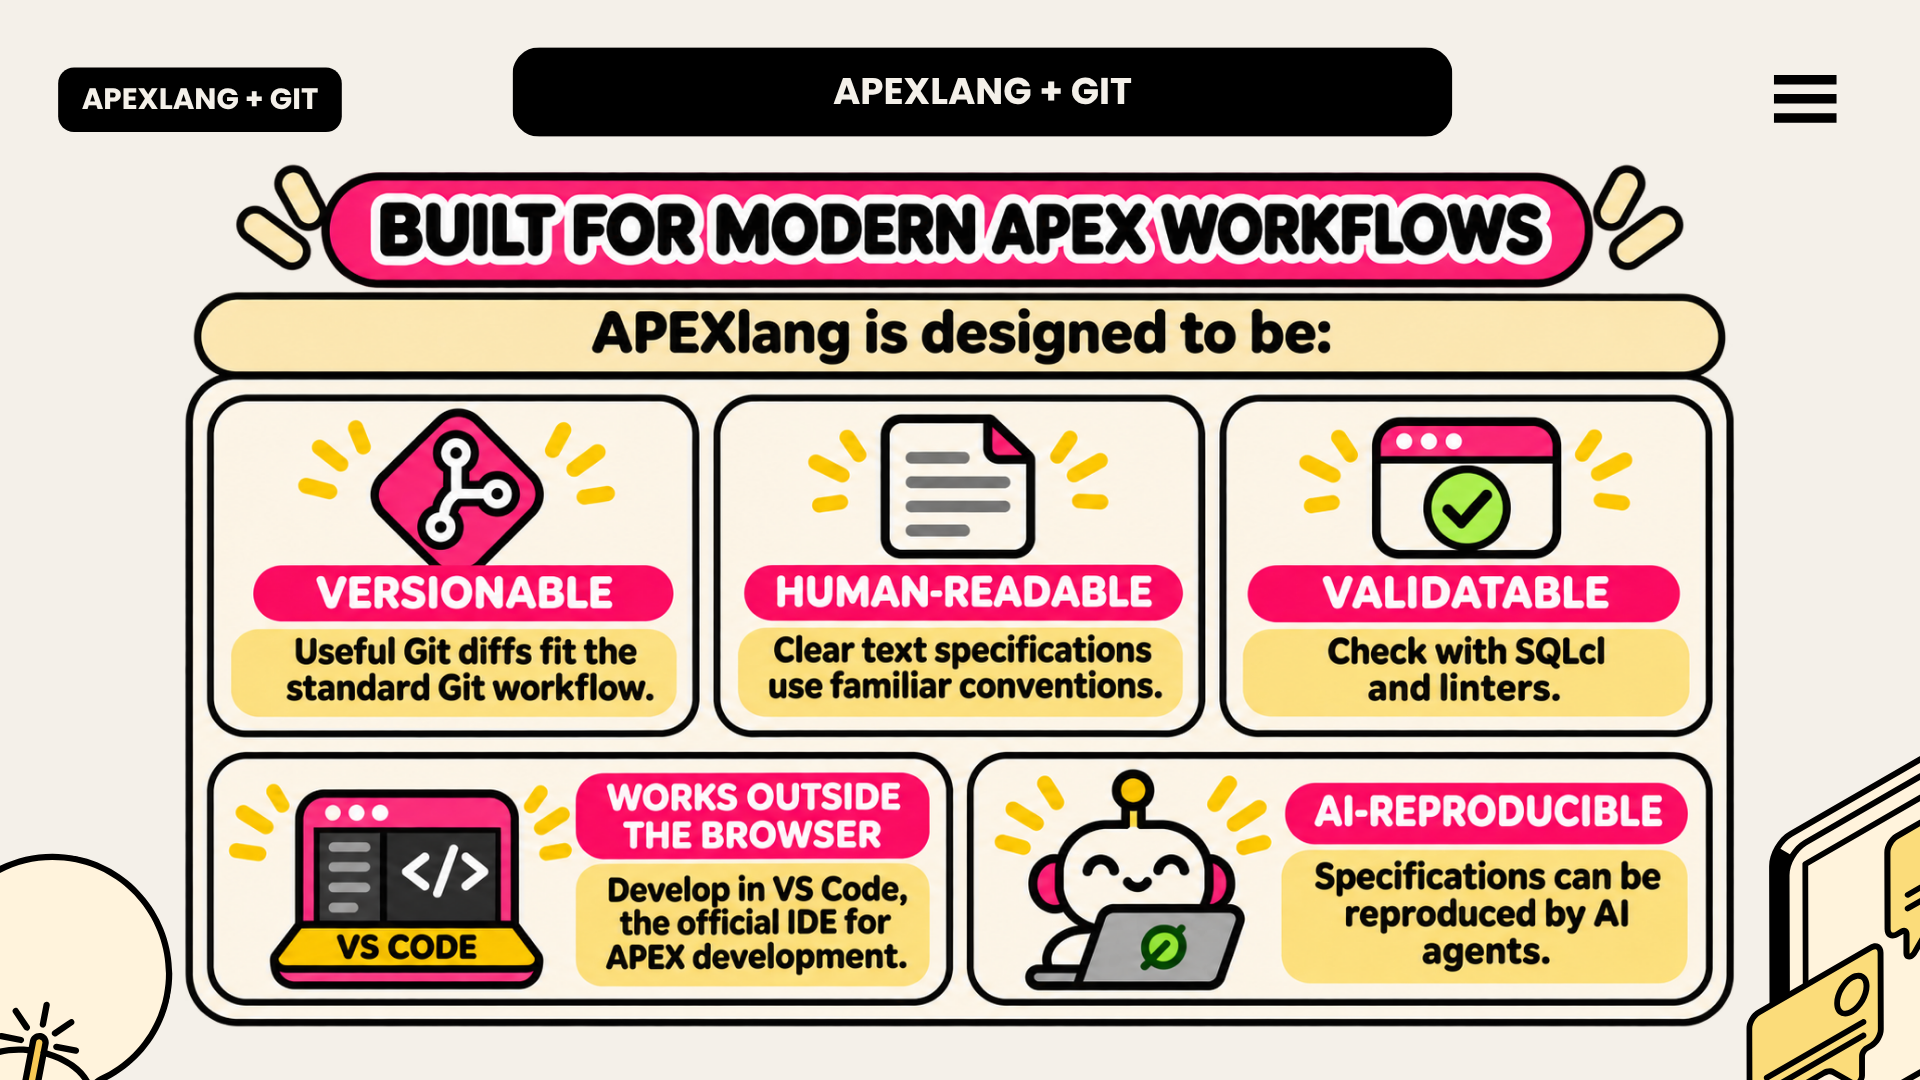 APEXLANG + GIT
APEXLANG + GIT
BUILT FOR MODERN APEX WORKFLOWS
APEXlang is designed to be:
VERSIONABLE
Useful Git diffs fit the
standard Git workflow.
HUMAN-READABLE
Clear text specifications
use familiar conventions.
VALIDATABLE
Check with SQLcl
and linters.
</>
VS CODE
WORKS OUTSIDE
THE BROWSER
Develop in VS Code,
the official IDE for
APEX development.
AI-REPRODUCIBLE
Specifications can be
reproduced by AI
agents.